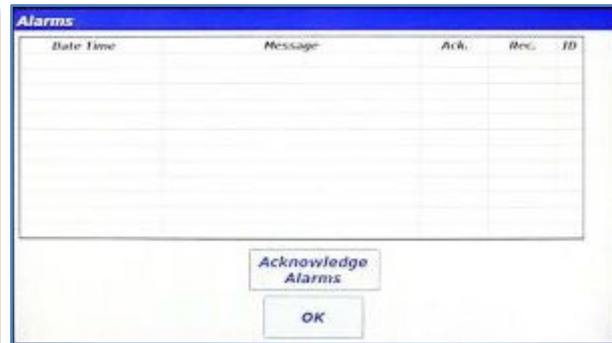 Alarms
Date Time Message Ack. Rec. ID
Acknowledge
Alarms
OK